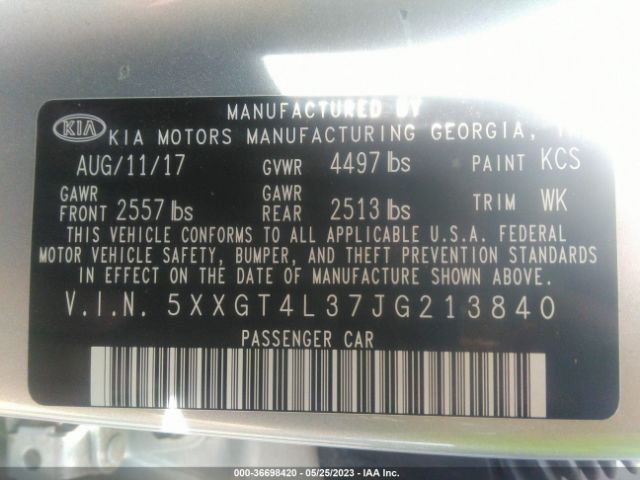 MANUFACTURED BY
KIA KIA MOTORS MANUFACTURING GEORGIA,
AUG/11/17 GVWR 4497 lbs PAINT KCS
GAWR FRONT 2557 lbs GAWR REAR 2513 lbs TRIM WK
THIS VEHICLE CONFORMS TO ALL APPLICABLE U.S.A. FEDERAL
MOTOR VEHICLE SAFETY, BUMPER, AND THEFT PREVENTION STANDARDS
IN EFFECT ON THE DATE OF MANUFACTURE SHOWN ABOVE.
V.I.N. 5XXGT4L37JG213840
PASSENGER CAR
000-36698420 - 05/25/2023 - IAA Inc.